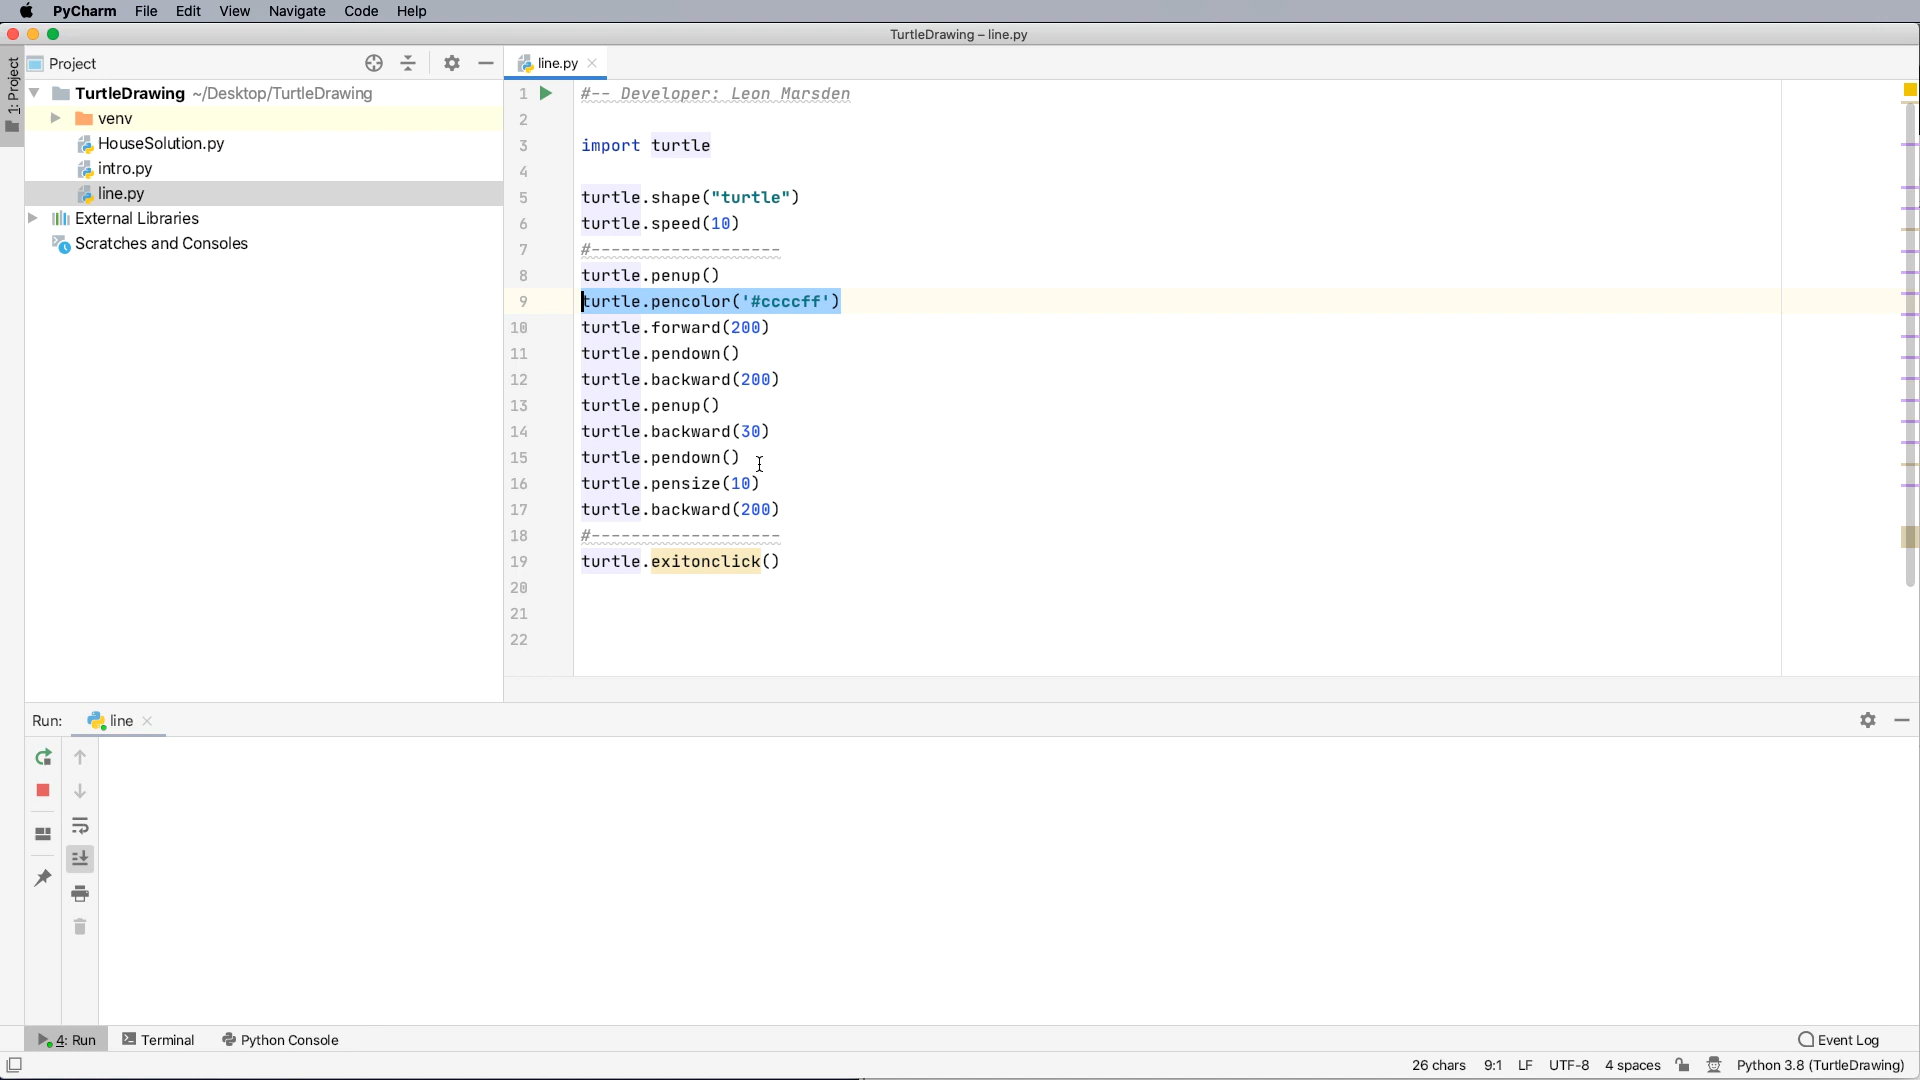 PyCharm File Edit View Navigate Code Help
TurtleDrawing – line.py
1: Project
Project
line.py
TurtleDrawing ~/Desktop/TurtleDrawing
venv
HouseSolution.py
intro.py
line.py
External Libraries
Scratches and Consoles
1 #-- Developer: Leon Marsden
2
3 import turtle
4
5 turtle.shape("turtle")
6 turtle.speed(10)
7 #-------------------
8 turtle.penup()
9 turtle.pencolor('#ccccff')
10 turtle.forward(200)
11 turtle.pendown()
12 turtle.backward(200)
13 turtle.penup()
14 turtle.backward(30)
15 turtle.pendown()
16 turtle.pensize(10)
17 turtle.backward(200)
18 #-------------------
19 turtle.exitonclick()
20
21
22
Run: line
4: Run Terminal Python Console Event Log
26 chars 9:1 LF UTF-8 4 spaces Python 3.8 (TurtleDrawing)